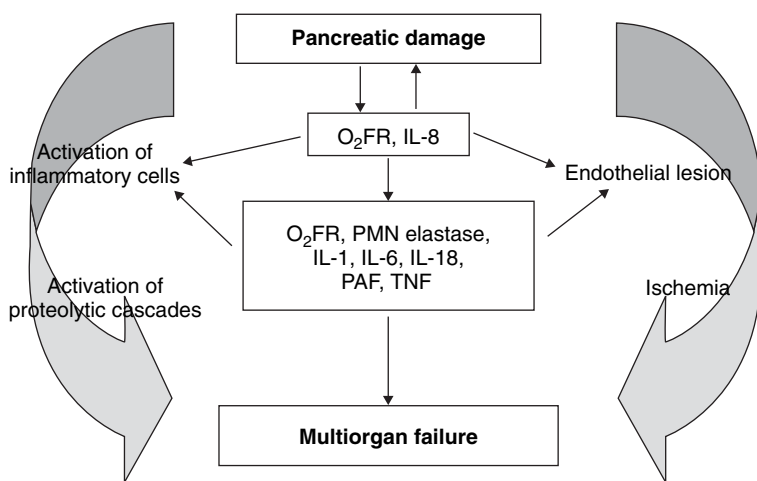 Pancreatic damage
O₂FR, IL-8
Activation of
inflammatory cells
Endothelial lesion
O₂FR, PMN elastase,
IL-1, IL-6, IL-18,
PAF, TNF
Activation of
proteolytic cascades
Ischemia
Multiorgan failure